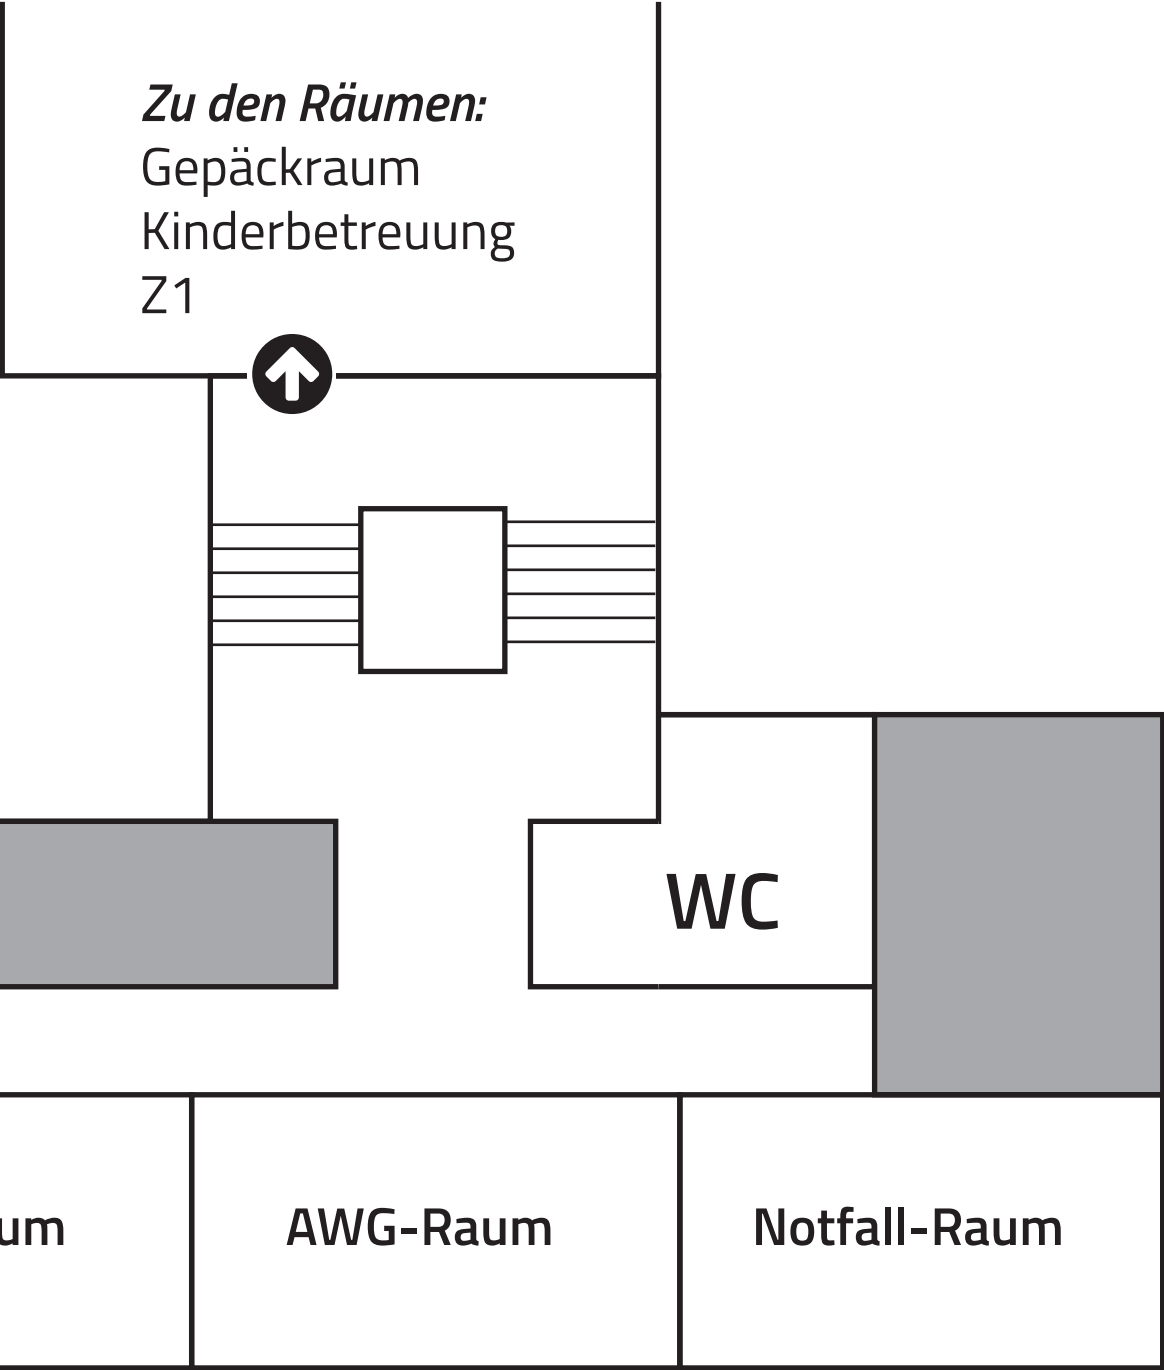 Zu den Räumen:
Gepäckraum
Kinderbetreuung
Z1
WC
um
AWG-Raum
Notfall-Raum